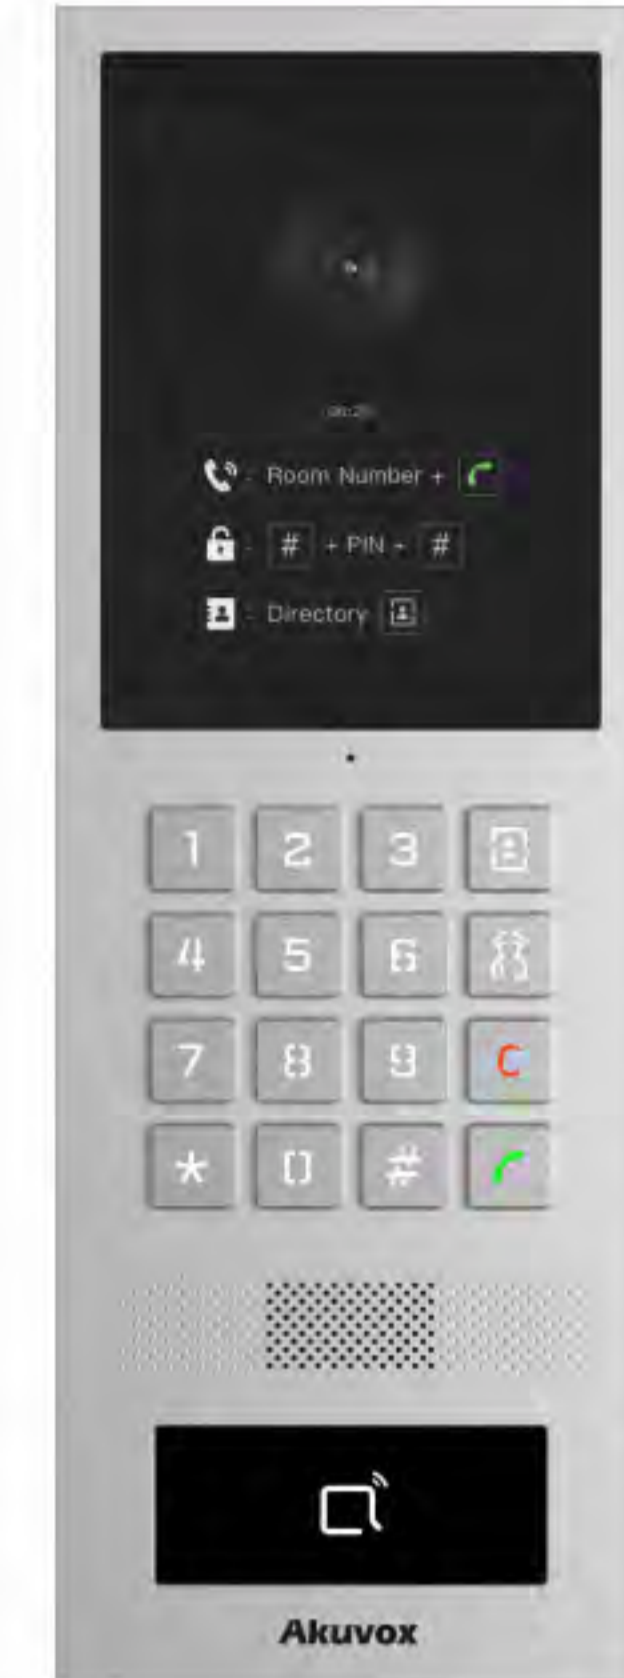 - Room Number +
- # + PIN + #
- Directory
1 2 3
4 5 6
7 8 9 C
* 0 #
Akuvox